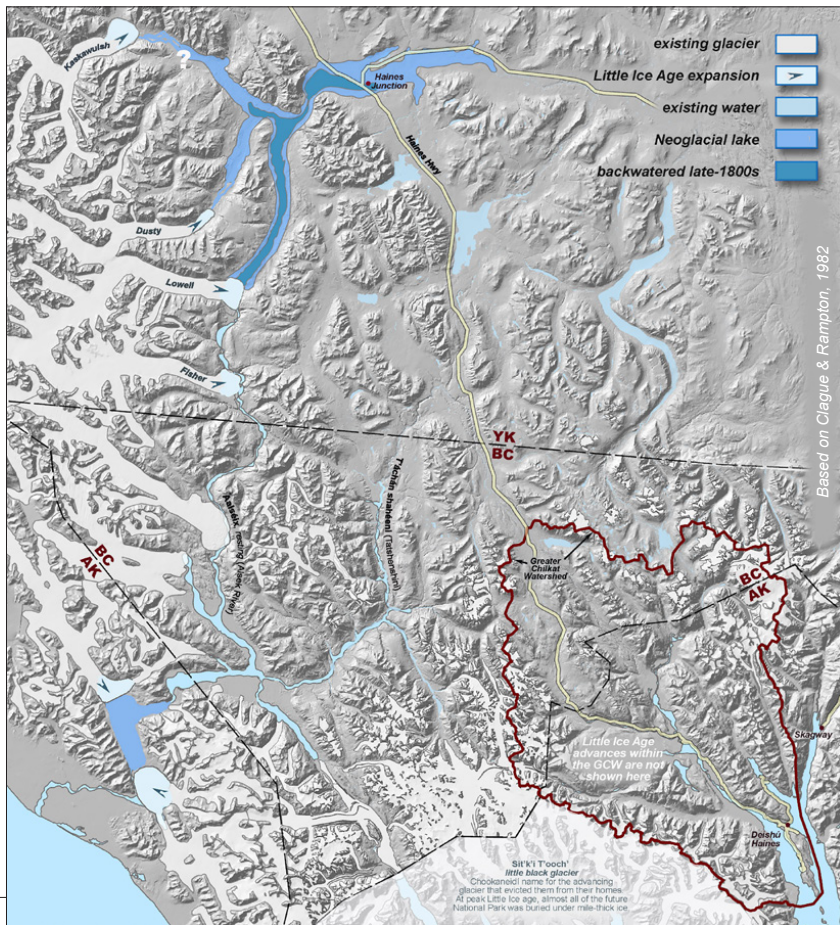 existing glacier
Little Ice Age expansion
existing water
Neoglacial lake
backwatered late-1800s
Kaskawulsh
?
Haines
Junction
Haines Hwy
Dusty
Lowell
Fisher
Based on Clague & Rampton, 1982
YK
BC
T'áchán shahéeni (Tatshenshini)
(Alsek River)
BC
AK
Greater
Chilkat
Watershed
BC
AK
Skagway
Little Ice Age
advances within
the GCW are not
shown here
Deishú
Haines
Sit'k'i T'ooch'
little black glacier
Chookaneidí name for the advancing
glacier that evicted them from their homes
At peak Little Ice age, almost all of the future
National Park was buried under mile-thick ice